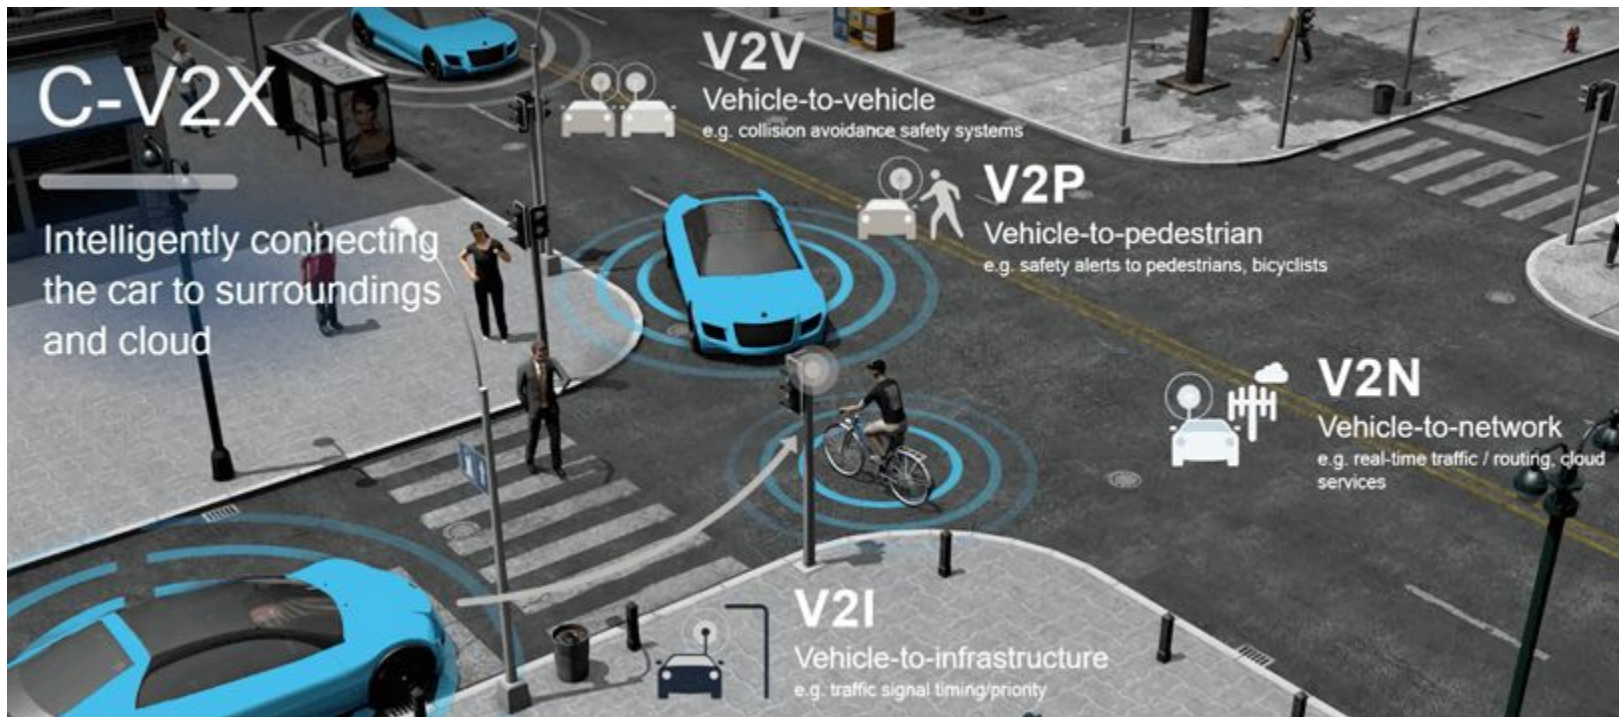 C-V2X
Intelligently connecting
the car to surroundings
and cloud
V2V
Vehicle-to-vehicle
e.g. collision avoidance safety systems
V2P
Vehicle-to-pedestrian
e.g. safety alerts to pedestrians, bicyclists
V2N
Vehicle-to-network
e.g. real-time traffic / routing, cloud
services
V2I
Vehicle-to-infrastructure
e.g. traffic signal timing/priority